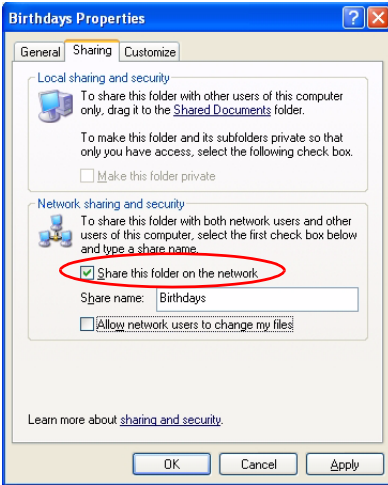 Birthdays Properties
General Sharing Customize
Local sharing and security
To share this folder with other users of this computer
only, drag it to the Shared Documents folder.
To make this folder and its subfolders private so that
only you have access, select the following check box.
Make this folder private
Network sharing and security
To share this folder with both network users and other
users of this computer, select the first check box below
and type a share name.
Share this folder on the network
Share name: Birthdays
Allow network users to change my files
Learn more about sharing and security.
OK Cancel Apply